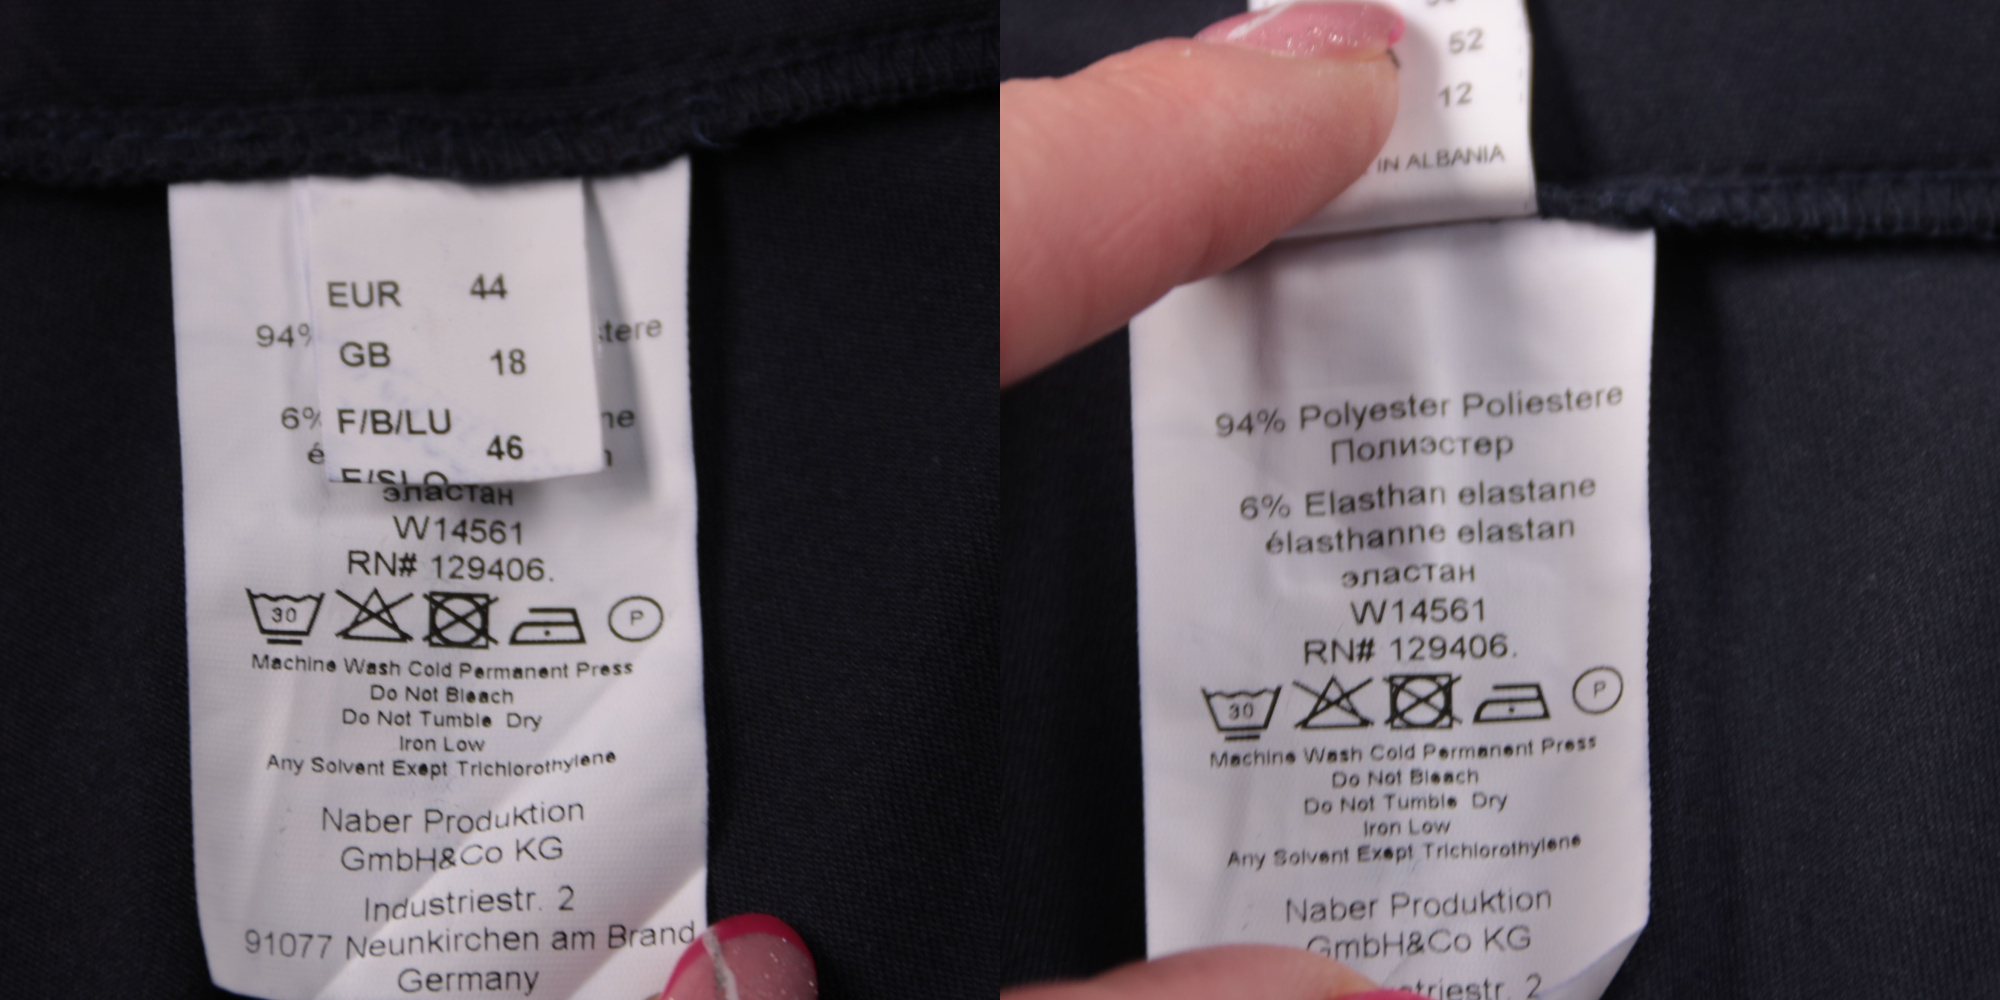 EUR 44
GB 18
F/B/LU 46
E/SLO
94% tere
6% ne
é n
эластан
W14561
RN# 129406.
30 P
Machine Wash Cold Permanent Press
Do Not Bleach
Do Not Tumble Dry
Iron Low
Any Solvent Exept Trichlorothylene
Naber Produktion
GmbH&Co KG
Industriestr. 2
91077 Neunkirchen am Brand
Germany
52
12
IN ALBANIA
94% Polyester Poliestere
Полиэстер
6% Elasthan elastane
élasthanne elastan
эластан
W14561
RN# 129406.
30 P
Machine Wash Cold Permanent Press
Do Not Bleach
Do Not Tumble Dry
Iron Low
Any Solvent Exept Trichlorothylene
Naber Produktion
GmbH&Co KG
striestr. 2